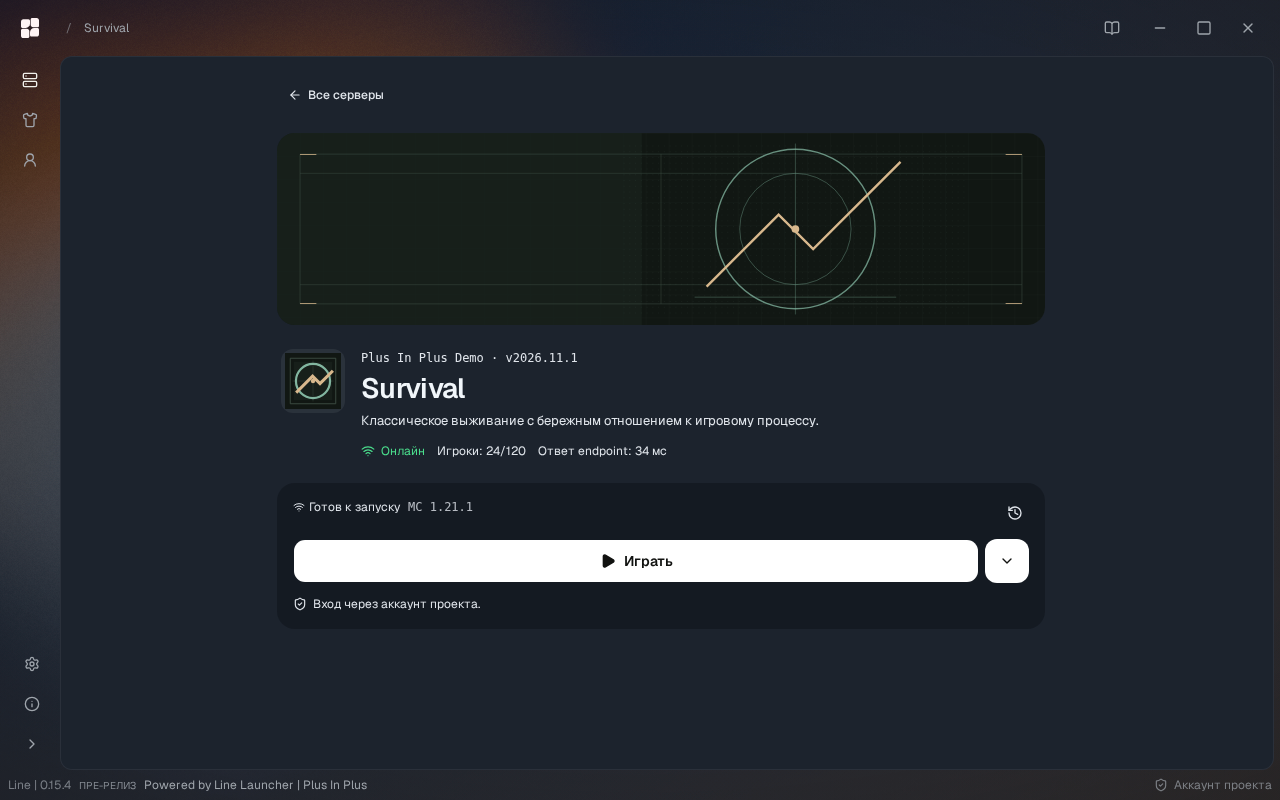 / Survival
Все серверы
Plus In Plus Demo · v2026.11.1
Survival
Классическое выживание с бережным отношением к игровому процессу.
Онлайн Игроки: 24/120 Ответ endpoint: 34 мс
Готов к запуску MC 1.21.1
Играть
Вход через аккаунт проекта.
Line | 0.15.4 ПРЕ-РЕЛИЗ Powered by Line Launcher | Plus In Plus
Аккаунт проекта